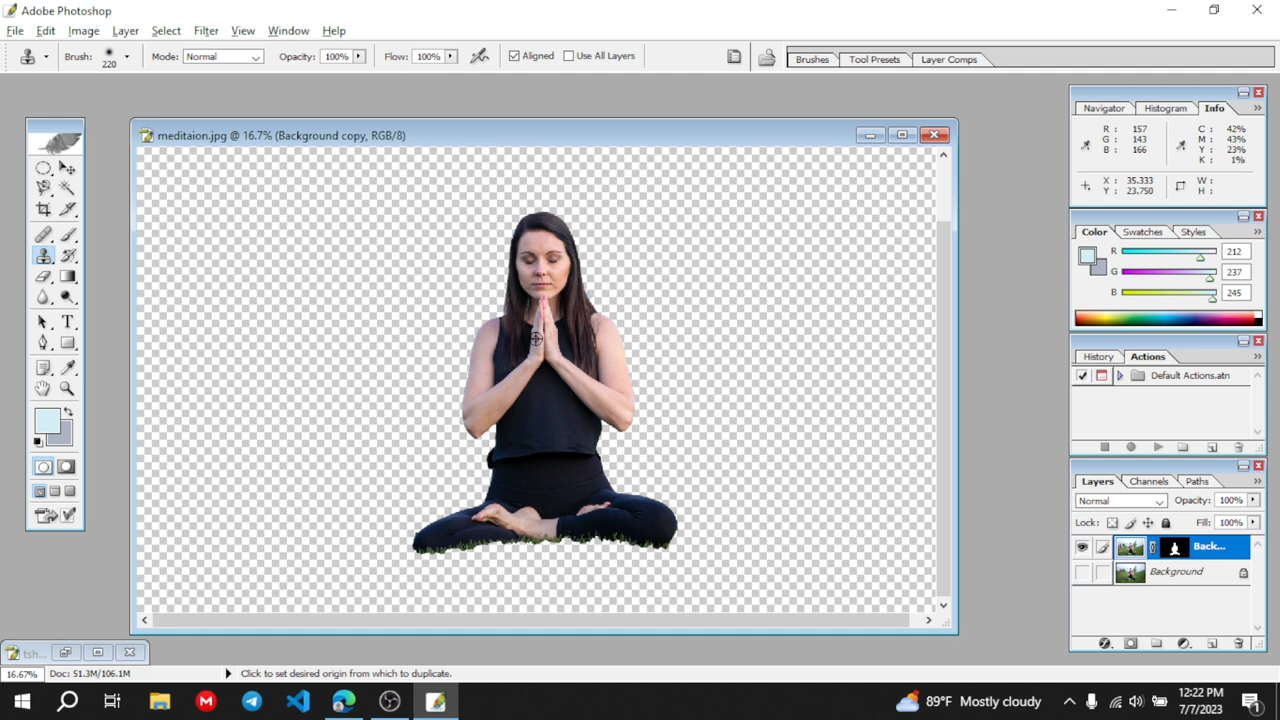 Adobe Photoshop
File Edit Image Layer Select Filter View Window Help
Brush: 220 Mode: Normal Opacity: 100% Flow: 100% Aligned Use All Layers Brushes Tool Presets Layer Comps
meditaion.jpg @ 16.7% (Background copy, RGB/8)
Navigator Histogram Info
R : 157 C : 42%
G : 143 M : 43%
B : 166 Y : 23%
K : 1%
X : 35.333 W :
Y : 23.750 H :
Color Swatches Styles
R 212
G 237
B 245
History Actions
Default Actions.atn
Layers Channels Paths
Normal Opacity: 100%
Lock: Fill: 100%
Back...
Background
T
tsh...
16.67% Doc: 51.3M/106.1M Click to set desired origin from which to duplicate.
89°F Mostly cloudy
12:22 PM
7/7/2023
1